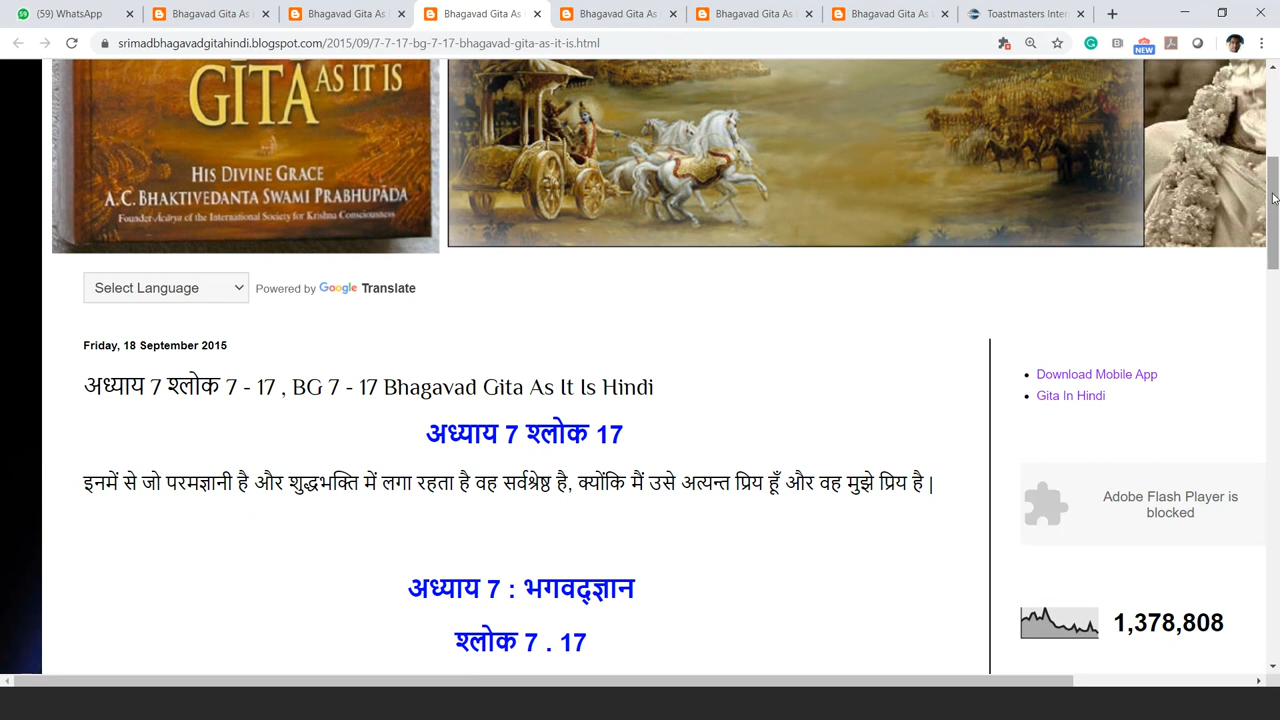 (59) WhatsApp
Bhagavad Gita As
Bhagavad Gita As
Bhagavad Gita As
Bhagavad Gita As
Bhagavad Gita As
Bhagavad Gita As
Toastmasters Inter
srimadbhagavadgitahindi.blogspot.com/2015/09/7-7-17-bg-7-17-bhagavad-gita-as-it-is.html
NEW
GĪTA AS IT IS
HIS DIVINE GRACE
A.C. BHAKTIVEDANTA SWAMI PRABHUPĀDA
Founder-Ācārya of the International Society for Krishna Consciousness
Select Language
Powered by Google Translate
Friday, 18 September 2015
अध्याय 7 श्लोक 7 - 17 , BG 7 - 17 Bhagavad Gita As It Is Hindi
अध्याय 7 श्लोक 17
इनमें से जो परमज्ञानी है और शुद्धभक्ति में लगा रहता है वह सर्वश्रेष्ठ है, क्योंकि मैं उसे अत्यन्त प्रिय हूँ और वह मुझे प्रिय है |
अध्याय 7 : भगवद्ज्ञान
श्लोक 7 . 17
Download Mobile App
Gita In Hindi
Adobe Flash Player is
blocked
1,378,808